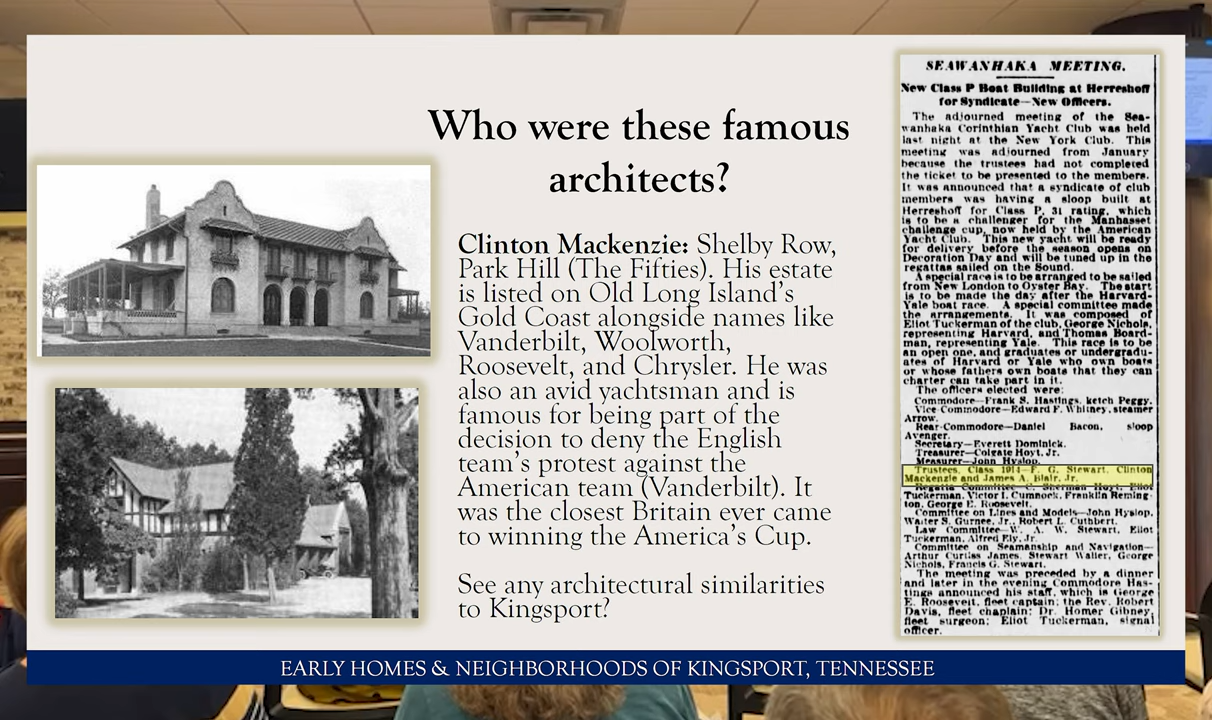 Who were these famous
architects?
Clinton Mackenzie: Shelby Row,
Park Hill (The Fifties). His estate
is listed on Old Long Island's
Gold Coast alongside names like
Vanderbilt, Woolworth,
Roosevelt, and Chrysler. He was
also an avid yachtsman and is
famous for being part of the
decision to deny the English
team's protest against the
American team (Vanderbilt). It
was the closest Britain ever came
to winning the America's Cup.
See any architectural similarities
to Kingsport?
SEAWANHAKA MEETING.
New Class P Boat Building at Herreshoff
for Syndicate—New Officers.
The adjourned meeting of the Sea-
wanhaka Corinthian Yacht Club was held
last night at the New York Club. This
meeting was adjourned from January
because the trustees had not completed
the ticket to be presented to the members.
It was announced that a syndicate of club
members was having a sloop built at
Herreshoff for Class P, 31 rating, which
is to be a challenger for the Manhasset
challenge cup, now held by the American
Yacht Club. This new yacht will be ready
for delivery before the season opens on
Decoration Day and will be tuned up in the
regattas sailed on the Sound.
A special race is to be arranged to be sailed
from New London to Oyster Bay. The start
is to be made the day after the Harvard-
Yale boat race. A special committee made
the arrangements. It was composed of
Eliot Tuckerman of the club, George Nichols,
representing Harvard, and Thomas Board-
man, representing Yale. This race is to be
an open one, and graduates or undergradu-
ates of Harvard or Yale who own boats
or whose fathers own boats that they can
charter can take part in it.
The officers elected were:
Commodore—Frank S. Hastings, ketch Peggy.
Vice Commodore—Edward F. Whitney, steamer
Arrow.
Rear Commodore—Daniel Bacon, sloop
Avenger.
Secretary—Everett Dominick.
Treasurer—Colgate Hoyt, Jr.
Measurer—John Hyslop.
Trustees, Class 1914—F. G. Stewart, Clinton
Mackenzie and James A. Blair, Jr.
Regatta Committee—C. Sherman Hoyt, Eliot
Tuckerman, Victor I. Cumnock, Franklin Reming-
ton, George E. Roosevelt.
Committee on Lines and Models—John Hyslop,
Walter S. Gurnee, Jr., Robert L. Cuthbert.
Law Committee—W. A. W. Stewart, Eliot
Tuckerman, Alfred Ely, Jr.
Committee on Seamanship and Navigation—
Arthur Curtiss James, Stewart Waller, George
Nichols, Francis G. Stewart.
The meeting was preceded by a dinner
and later in the evening Commodore Has-
tings announced his staff, which is George
E. Roosevelt, fleet captain; the Rev. Robert
Davis, fleet chaplain; Dr. Homer Gibney,
fleet surgeon; Eliot Tuckerman, signal
officer.
EARLY HOMES & NEIGHBORHOODS OF KINGSPORT, TENNESSEE